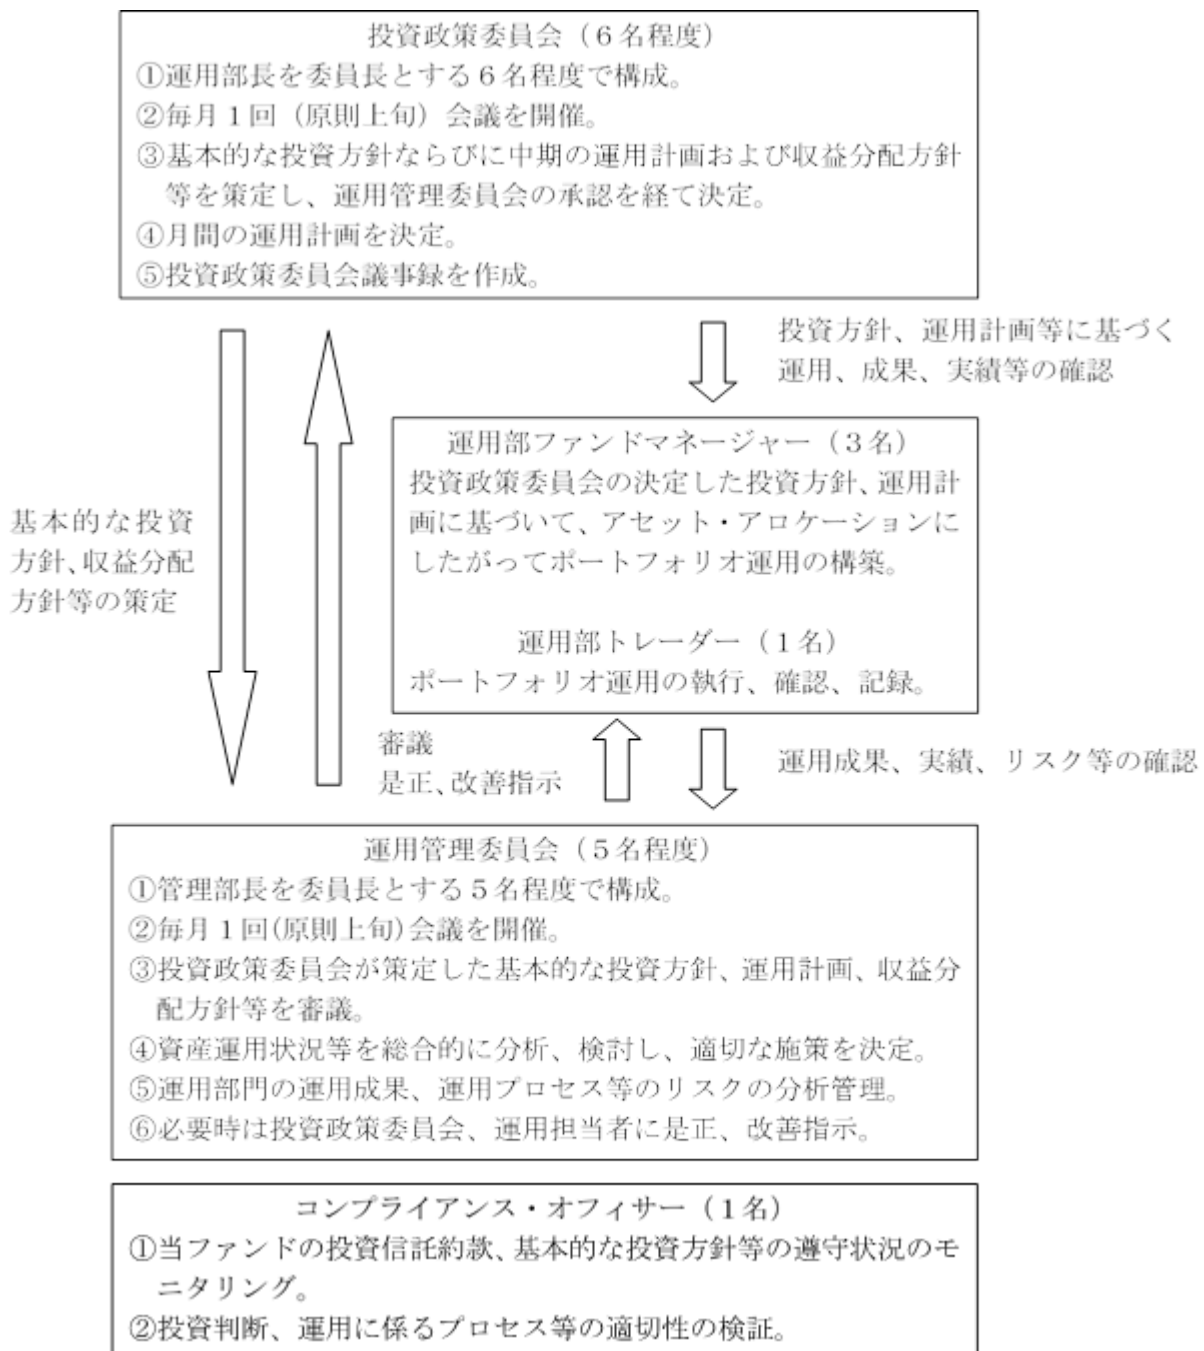 投資政策委員会（６名程度）
①運用部長を委員長とする６名程度で構成。
②毎月１回（原則上旬）会議を開催。
③基本的な投資方針ならびに中期の運用計画および収益分配方針
等を策定し、運用管理委員会の承認を経て決定。
④月間の運用計画を決定。
⑤投資政策委員会議事録を作成。
投資方針、運用計画等に基づく
運用、成果、実績等の確認
運用部ファンドマネージャー（３名）
投資政策委員会の決定した投資方針、運用計
画に基づいて、アセット・アロケーションに
したがってポートフォリオ運用の構築。
運用部トレーダー（１名）
ポートフォリオ運用の執行、確認、記録。
基本的な投資
方針、収益分配
方針等の策定
審議
是正、改善指示
運用成果、実績、リスク等の確認
運用管理委員会（５名程度）
①管理部長を委員長とする５名程度で構成。
②毎月１回(原則上旬)会議を開催。
③投資政策委員会が策定した基本的な投資方針、運用計画、収益分
配方針等を審議。
④資産運用状況等を総合的に分析、検討し、適切な施策を決定。
⑤運用部門の運用成果、運用プロセス等のリスクの分析管理。
⑥必要時は投資政策委員会、運用担当者に是正、改善指示。
コンプライアンス・オフィサー（１名）
①当ファンドの投資信託約款、基本的な投資方針等の遵守状況のモ
ニタリング。
②投資判断、運用に係るプロセス等の適切性の検証。